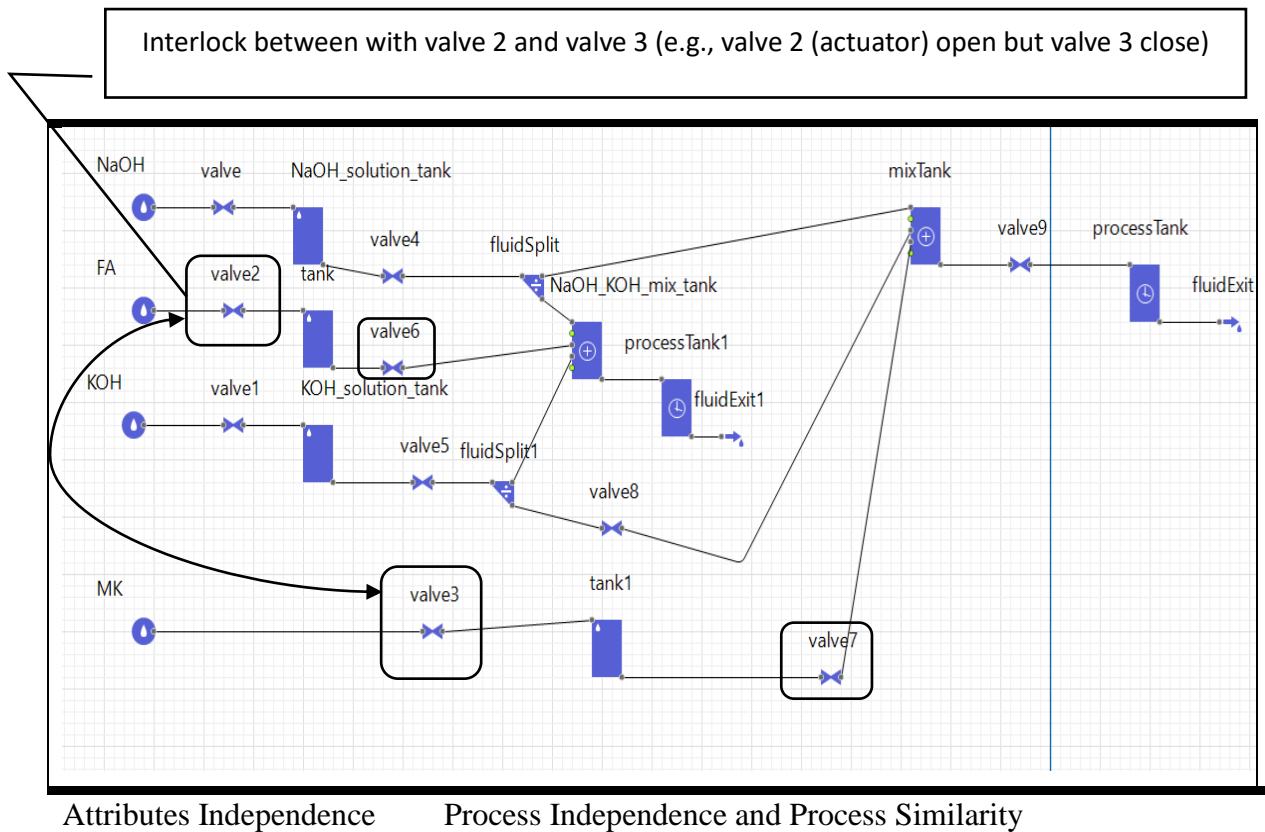 Interlock between with valve 2 and valve 3 (e.g., valve 2 (actuator) open but valve 3 close)
NaOH
valve
NaOH_solution_tank
mixTank
valve4
fluidSplit
valve9
processTank
FA
valve2
tank
NaOH_KOH_mix_tank
fluidExit
valve6
processTank1
KOH
valve1
KOH_solution_tank
fluidExit1
valve5
fluidSplit1
valve8
MK
valve3
tank1
valve7
Attributes Independence Process Independence and Process Similarity